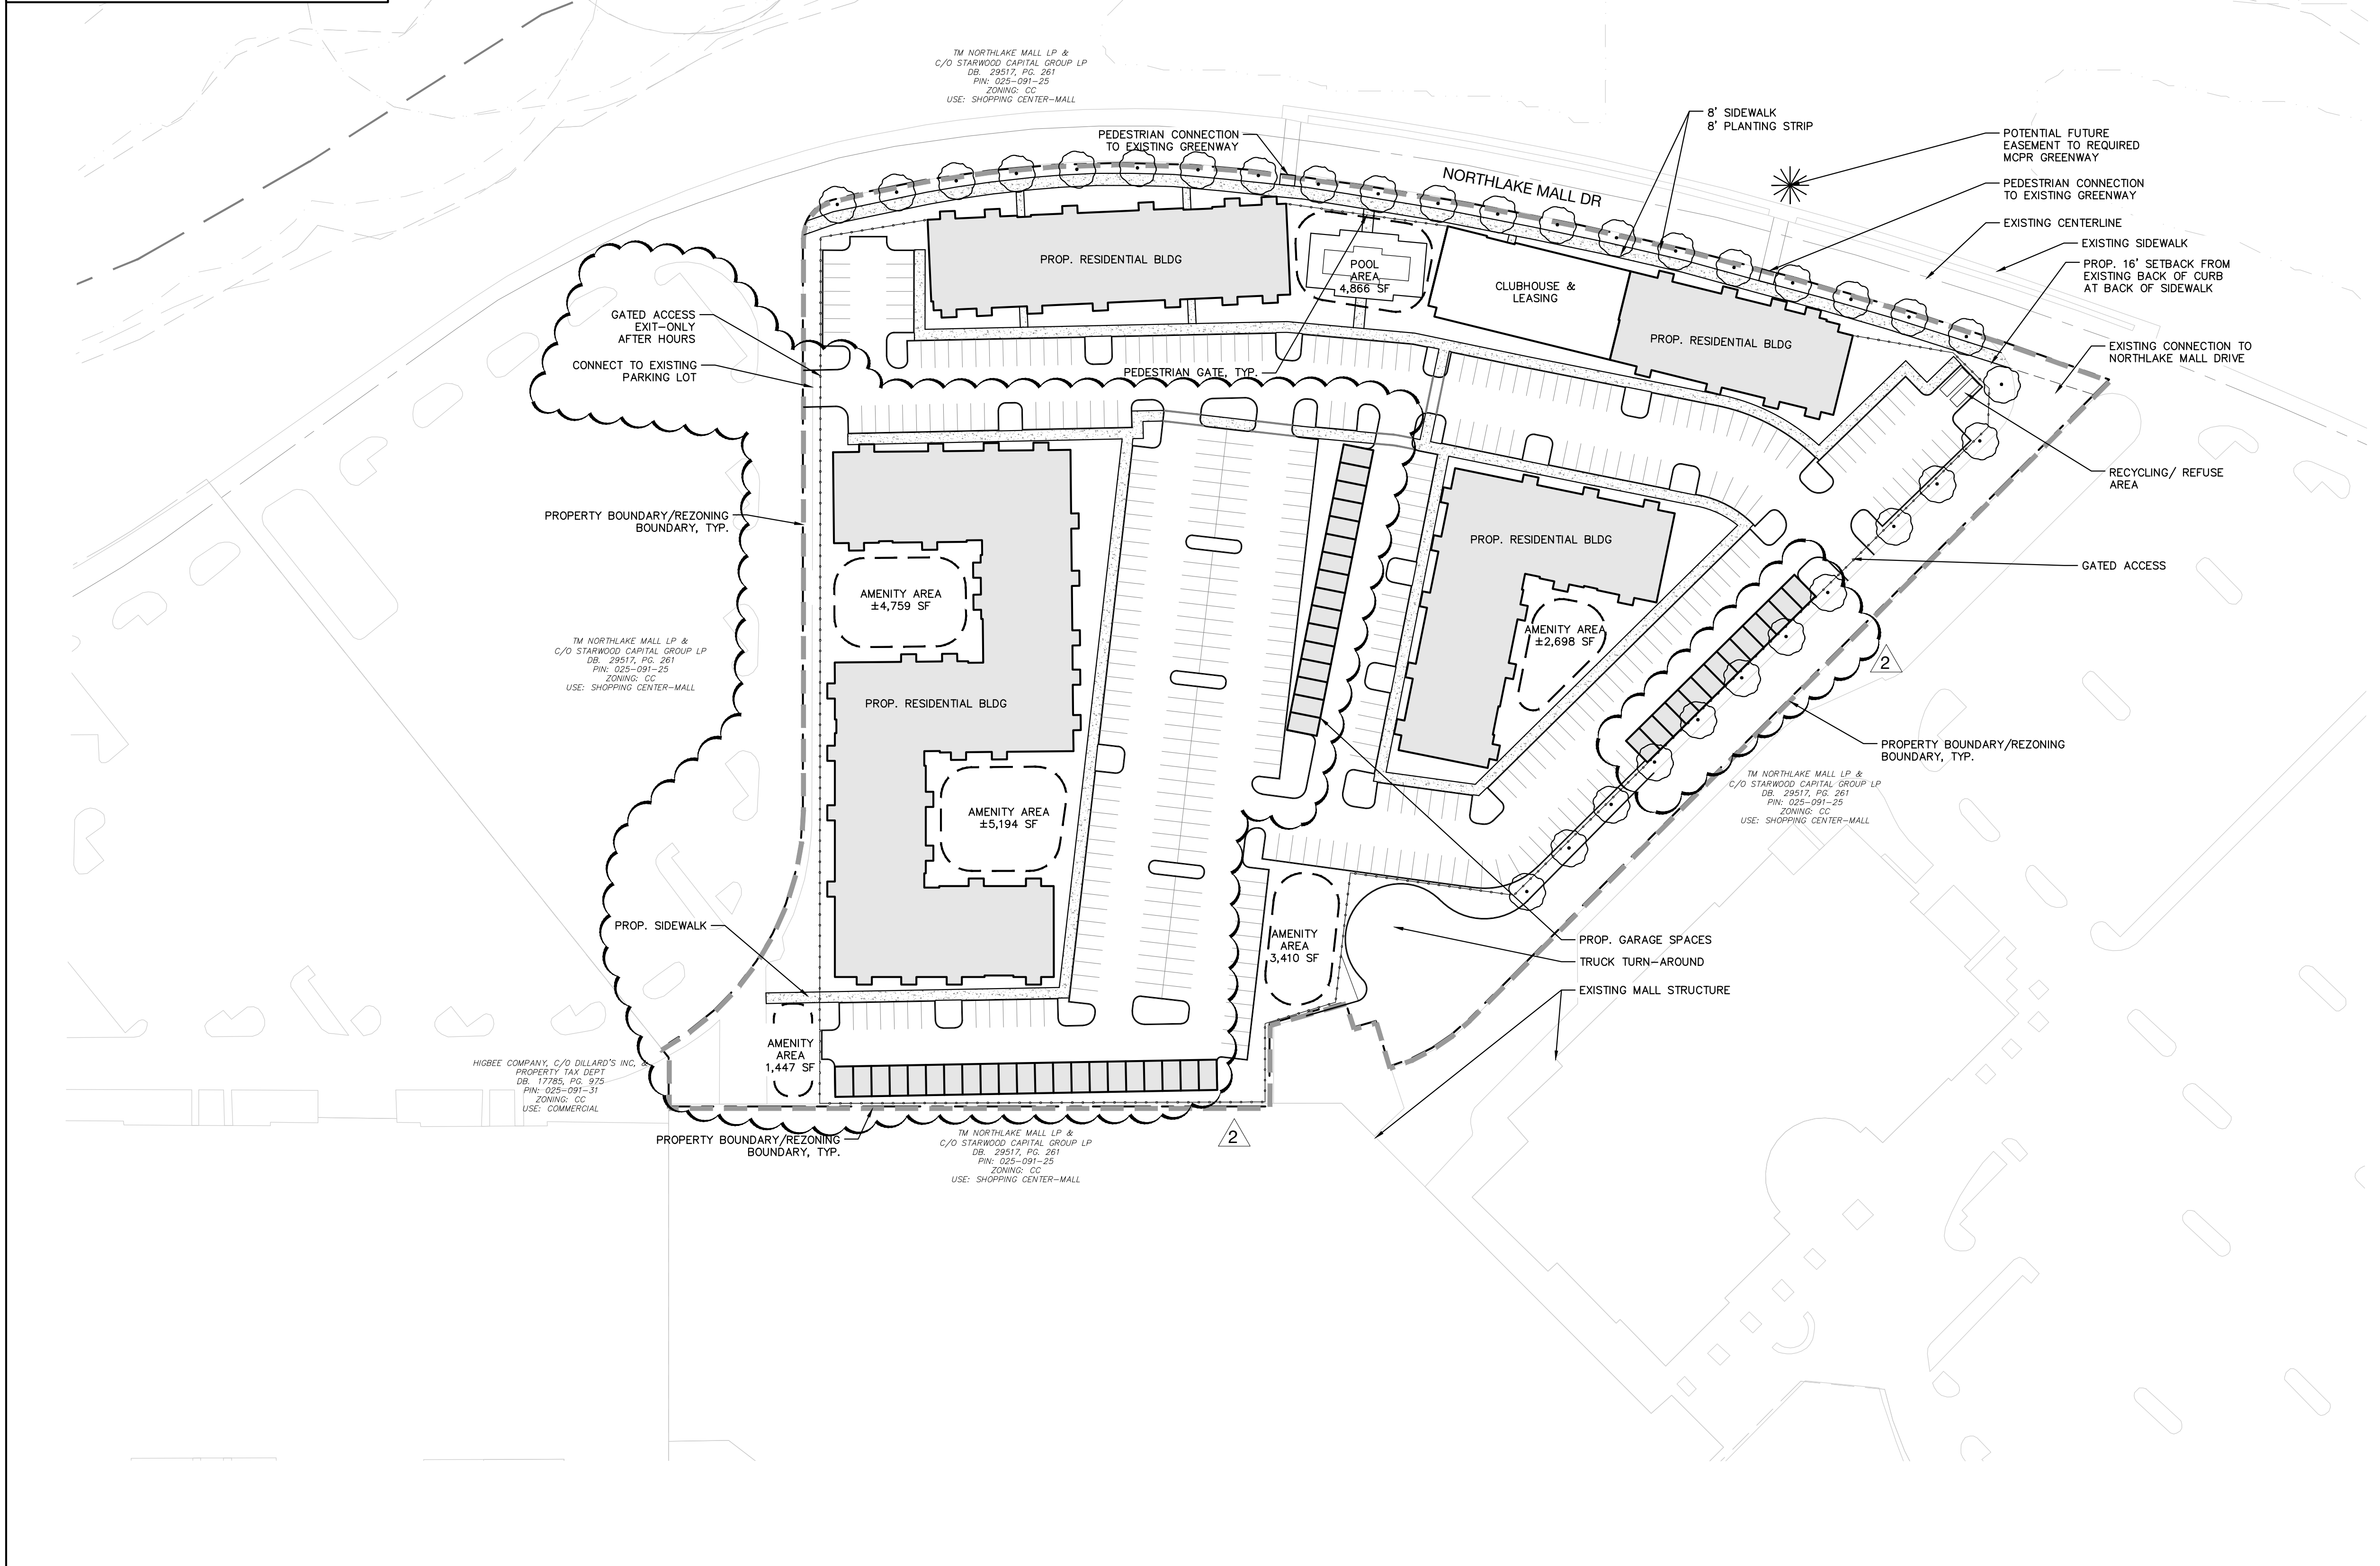 TM NORTHLAKE MALL LP &
C/O STARWOOD CAPITAL GROUP LP
DB. 29517, PG. 261
PIN: 025-091-25
ZONING: CC
USE: SHOPPING CENTER-MALL
8' SIDEWALK
8' PLANTING STRIP
PEDESTRIAN CONNECTION
TO EXISTING GREENWAY
POTENTIAL FUTURE
EASEMENT TO REQUIRED
MCPR GREENWAY
NORTHLAKE MALL DR
PEDESTRIAN CONNECTION
TO EXISTING GREENWAY
EXISTING CENTERLINE
EXISTING SIDEWALK
PROP. 16' SETBACK FROM
EXISTING BACK OF CURB
AT BACK OF SIDEWALK
PROP. RESIDENTIAL BLDG
POOL
AREA
4,866 SF
CLUBHOUSE &
LEASING
PROP. RESIDENTIAL BLDG
GATED ACCESS
EXIT-ONLY
AFTER HOURS
EXISTING CONNECTION TO
NORTHLAKE MALL DRIVE
CONNECT TO EXISTING
PARKING LOT
PEDESTRIAN GATE, TYP.
RECYCLING/ REFUSE
AREA
PROPERTY BOUNDARY/REZONING
BOUNDARY, TYP.
PROP. RESIDENTIAL BLDG
GATED ACCESS
AMENITY AREA
±4,759 SF
AMENITY AREA
±2,698 SF
TM NORTHLAKE MALL LP &
C/O STARWOOD CAPITAL GROUP LP
DB. 29517, PG. 261
PIN: 025-091-25
ZONING: CC
USE: SHOPPING CENTER-MALL
2
PROP. RESIDENTIAL BLDG
PROPERTY BOUNDARY/REZONING
BOUNDARY, TYP.
TM NORTHLAKE MALL LP &
C/O STARWOOD CAPITAL GROUP LP
DB. 29517, PG. 261
PIN: 025-091-25
ZONING: CC
USE: SHOPPING CENTER-MALL
AMENITY AREA
±5,194 SF
PROP. SIDEWALK
AMENITY
AREA
3,410 SF
PROP. GARAGE SPACES
TRUCK TURN-AROUND
EXISTING MALL STRUCTURE
AMENITY
AREA
1,447 SF
HIGBEE COMPANY, C/O DILLARD'S INC, &
PROPERTY TAX DEPT
DB. 17785, PG. 975
PIN: 025-091-31
ZONING: CC
USE: COMMERCIAL
PROPERTY BOUNDARY/REZONING
BOUNDARY, TYP.
TM NORTHLAKE MALL LP &
C/O STARWOOD CAPITAL GROUP LP
DB. 29517, PG. 261
PIN: 025-091-25
ZONING: CC
USE: SHOPPING CENTER-MALL
2